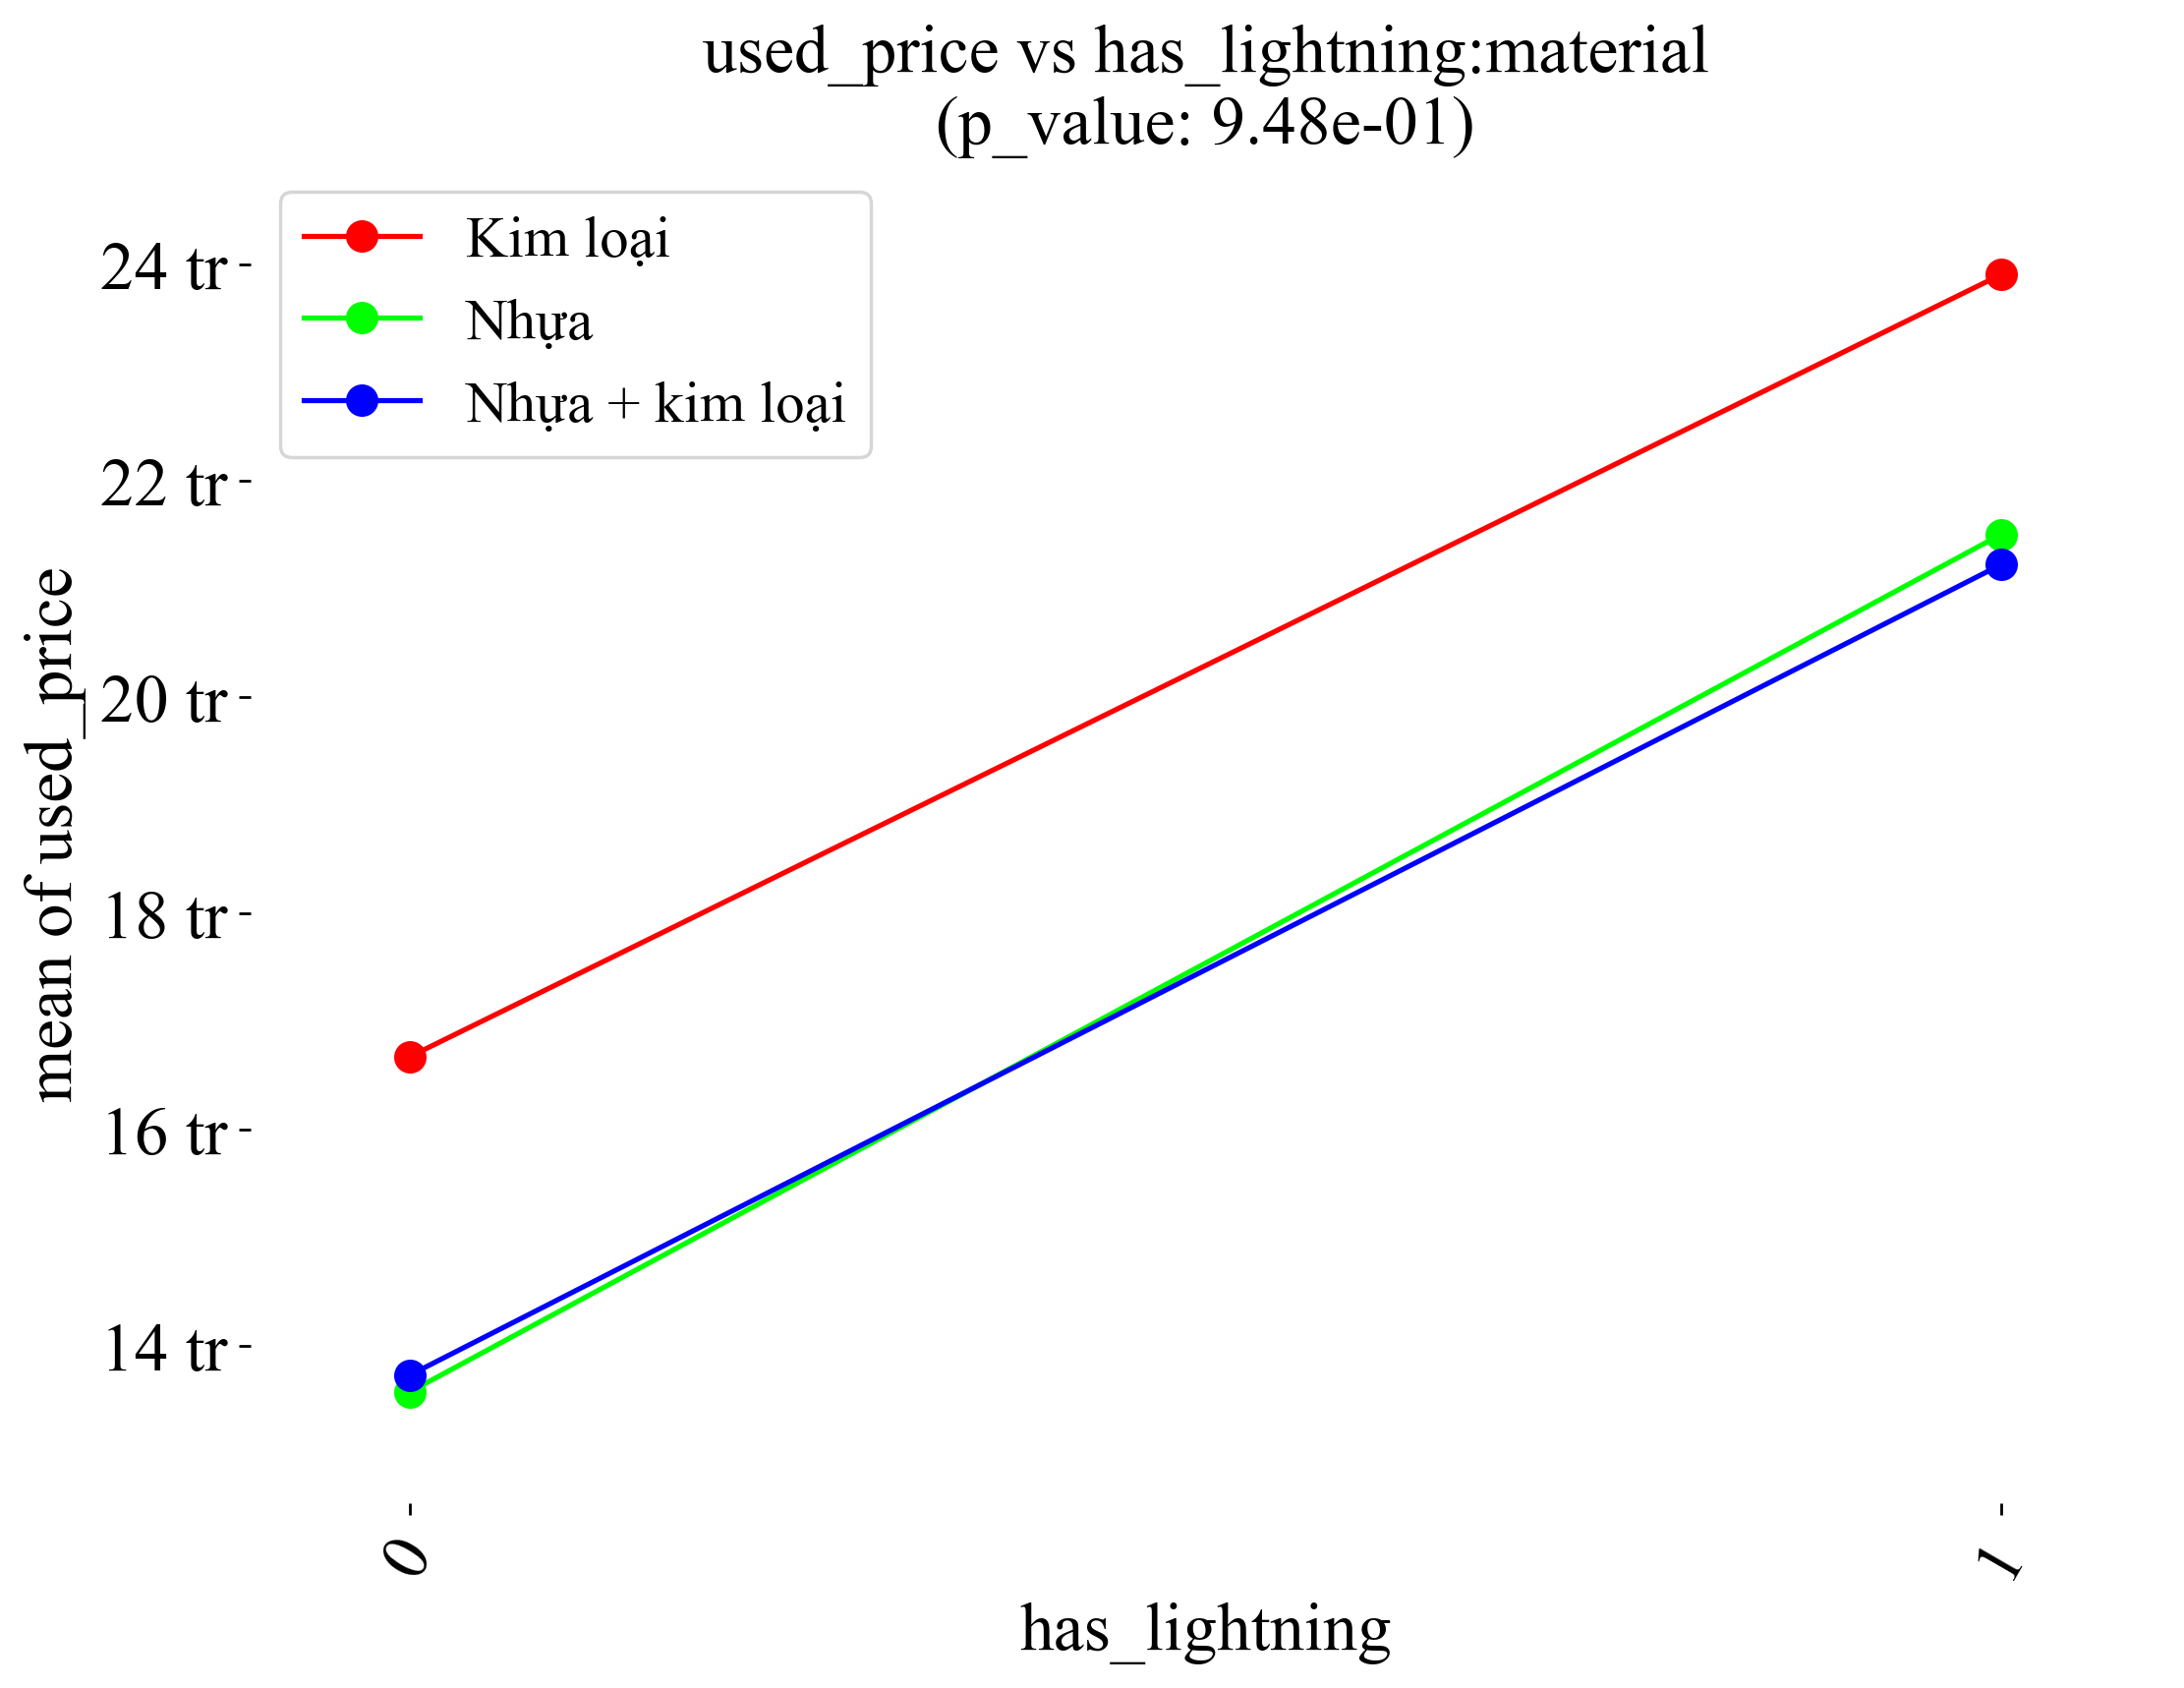 used_price vs has_lightning:material
(p_value: 9.48e-01)
Kim loại
Nhựa
Nhựa + kim loại
24 tr
22 tr
20 tr
18 tr
16 tr
14 tr
mean of used_price
0
1
has_lightning